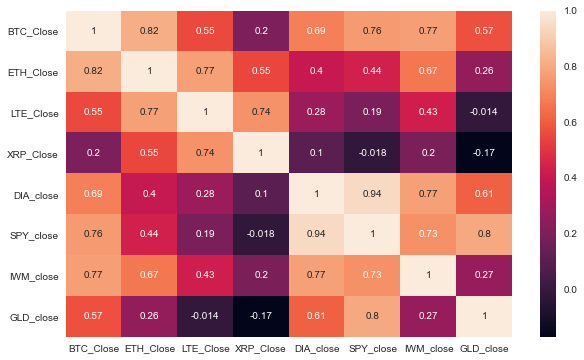 BTC_Close 1 0.82 0.55 0.2 0.69 0.76 0.77 0.57
ETH_Close 0.82 1 0.77 0.55 0.4 0.44 0.67 0.26
LTE_Close 0.55 0.77 1 0.74 0.28 0.19 0.43 -0.014
XRP_Close 0.2 0.55 0.74 1 0.1 -0.018 0.2 -0.17
DIA_close 0.69 0.4 0.28 0.1 1 0.94 0.77 0.61
SPY_close 0.76 0.44 0.19 -0.018 0.94 1 0.73 0.8
IWM_close 0.77 0.67 0.43 0.2 0.77 0.73 1 0.27
GLD_close 0.57 0.26 -0.014 -0.17 0.61 0.8 0.27 1
BTC_Close ETH_Close LTE_Close XRP_Close DIA_close SPY_close IWM_close GLD_close
1.0
0.8
0.6
0.4
0.2
0.0